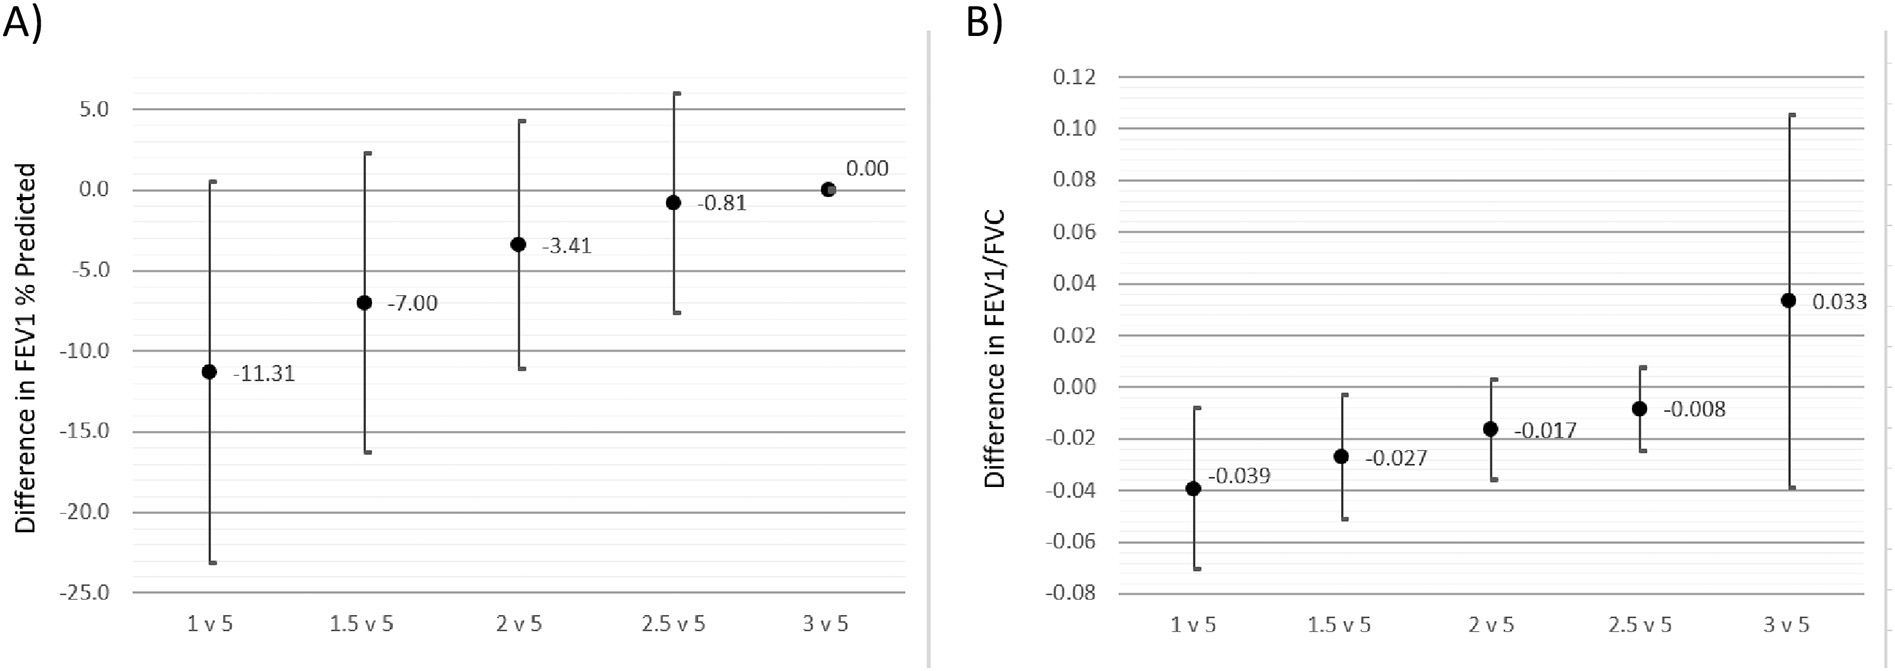 A)
Difference in FEV1 % Predicted
5.0
0.0
-5.0
-10.0
-15.0
-20.0
-25.0
-11.31
-7.00
-3.41
-0.81
0.00
1 v 5
1.5 v 5
2 v 5
2.5 v 5
3 v 5
B)
Difference in FEV1/FVC
0.12
0.10
0.08
0.06
0.04
0.02
0.00
-0.02
-0.04
-0.06
-0.08
-0.039
-0.027
-0.017
-0.008
0.033
1 v 5
1.5 v 5
2 v 5
2.5 v 5
3 v 5